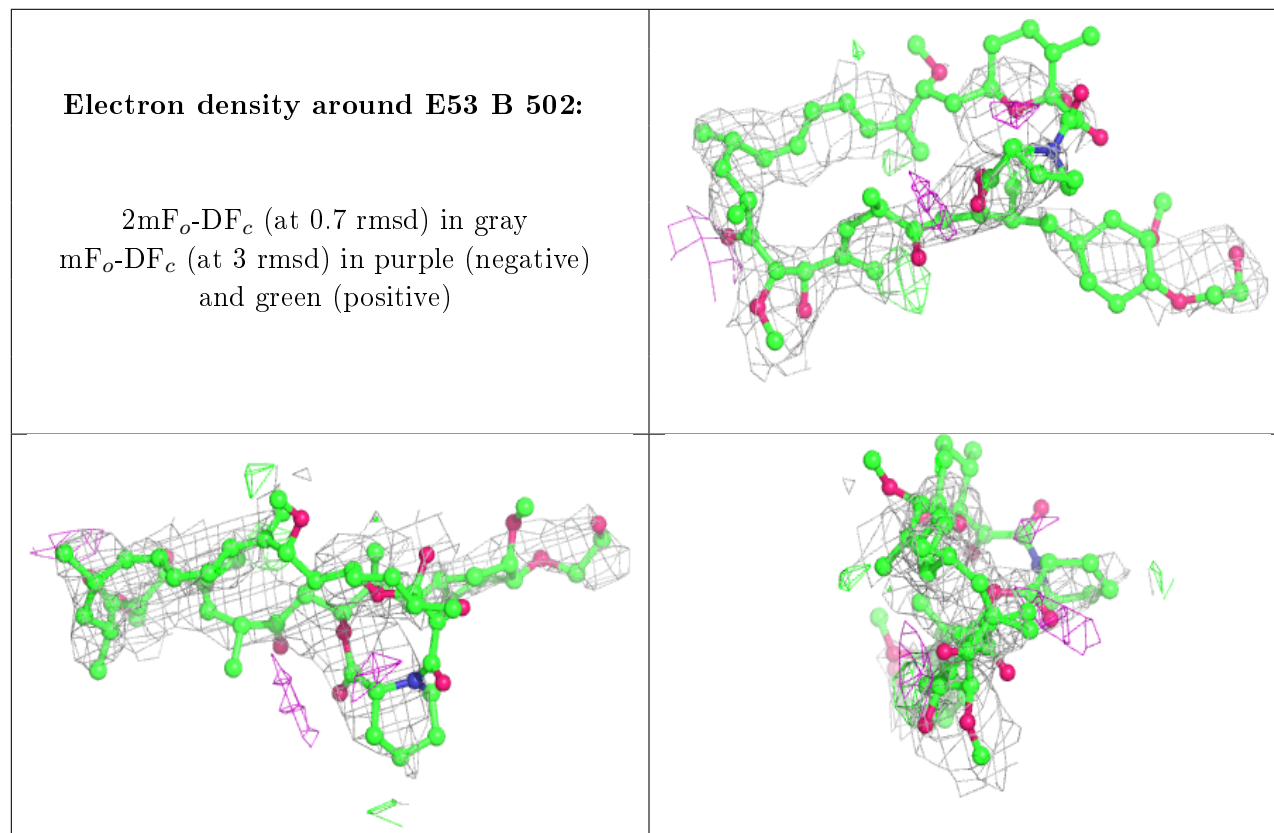 Electron density around E53 B 502:
2mFo-DFc (at 0.7 rmsd) in gray
mFo-DFc (at 3 rmsd) in purple (negative)
and green (positive)